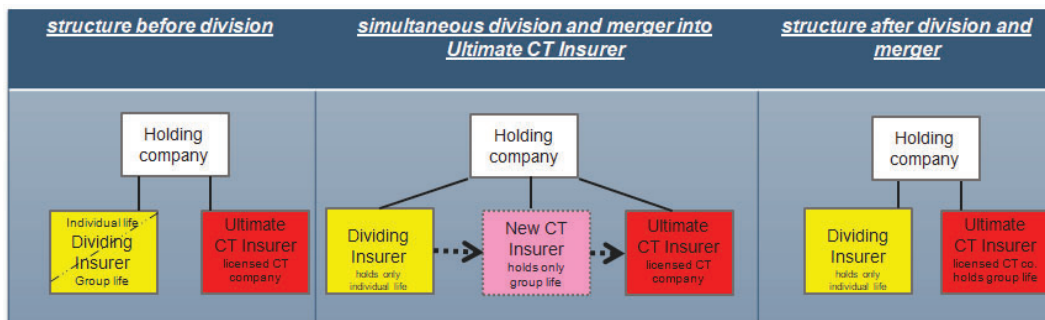 structure before division
simultaneous division and merger into
Ultimate CT Insurer
structure after division and
merger
Holding
company
Individual life
Dividing
Insurer
Group life
Ultimate
CT Insurer
licensed CT
company
Holding
company
Dividing
Insurer
holds only
individual life
New CT
Insurer
holds only
group life
Ultimate
CT Insurer
licensed CT
company
Holding
company
Dividing
Insurer
holds only
individual life
Ultimate
CT Insurer
licensed CT co.
holds group life